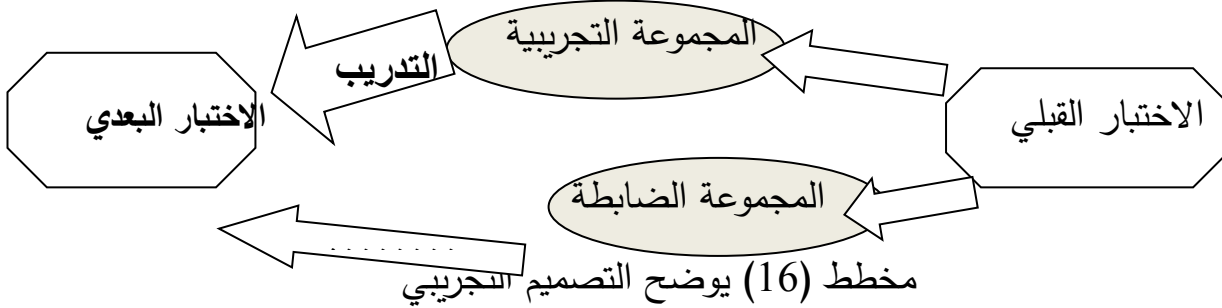 الاختبار القبلي
المجموعة التجريبية
التدريب
الاختبار البعدي
المجموعة الضابطة
. . . . . . . .
مخطط (16) يوضح التصميم التجريبي